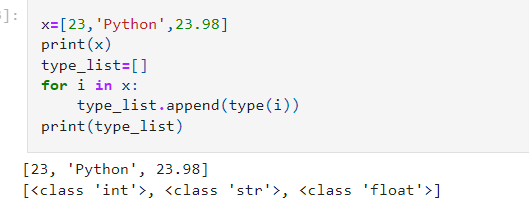 ]:
x=[23,'Python',23.98]
print(x)
type_list=[]
for i in x:
    type_list.append(type(i))
print(type_list)
[23, 'Python', 23.98]
[<class 'int'>, <class 'str'>, <class 'float'>]